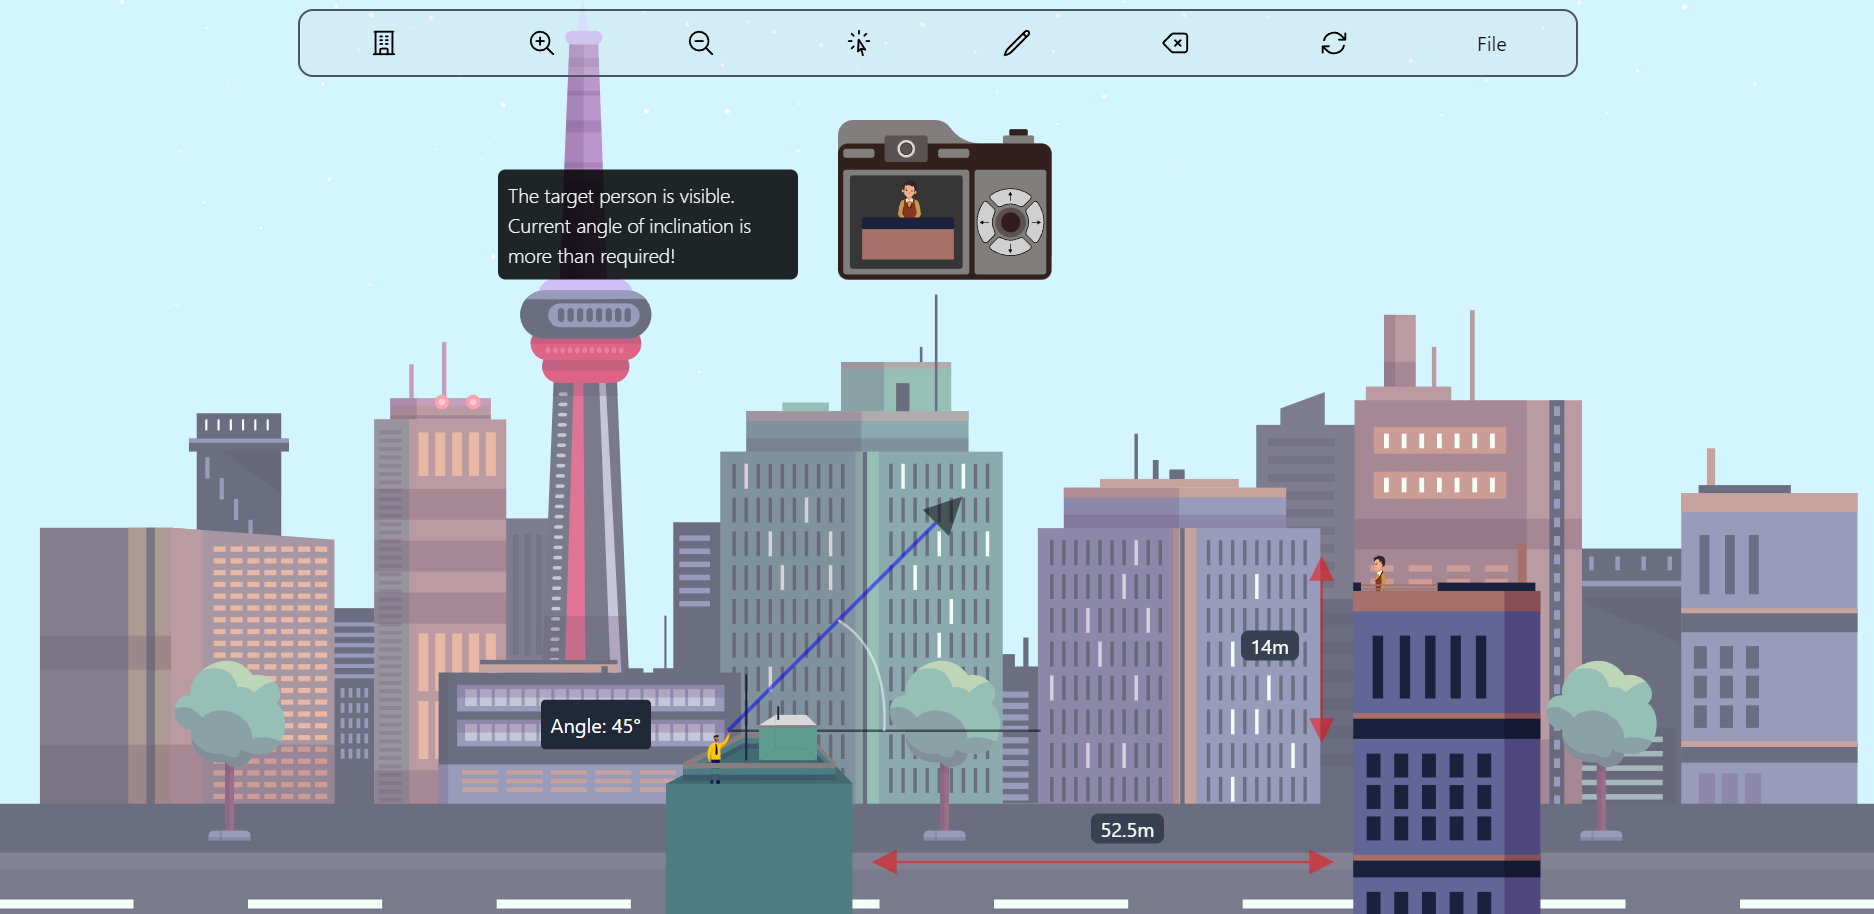 File
The target person is visible.
Current angle of inclination is
more than required!
14m
Angle: 45°
52.5m